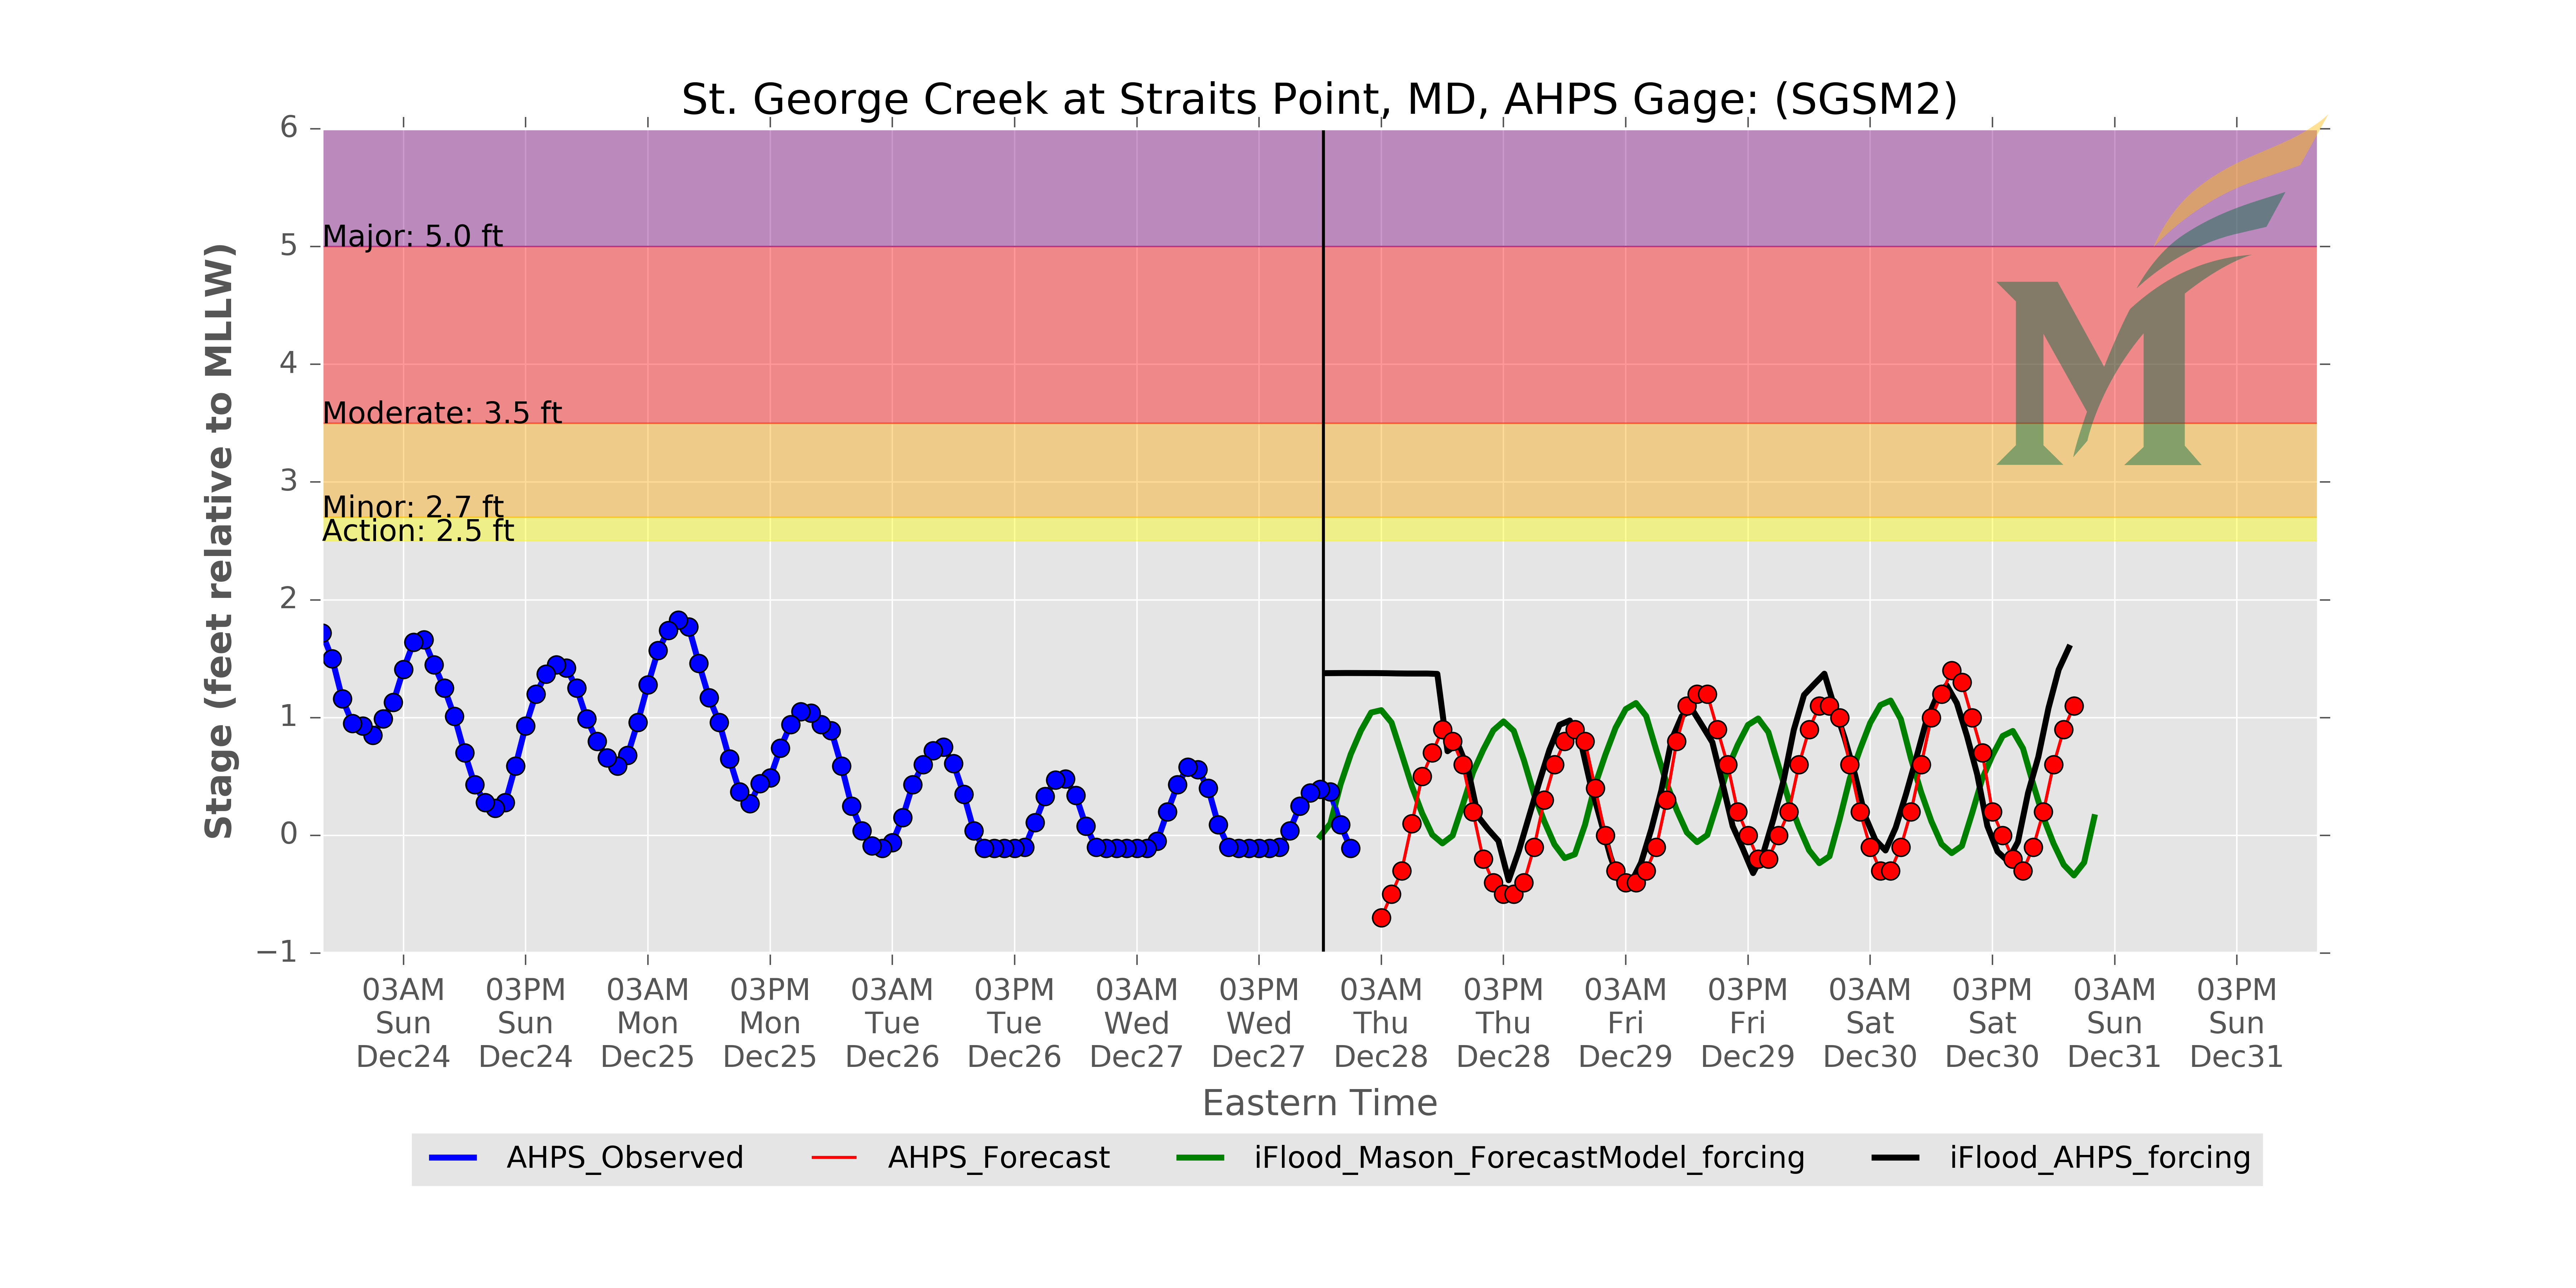 St. George Creek at Straits Point, MD, AHPS Gage: (SGSM2)
Stage (feet relative to MLLW)
6
5
4
3
2
1
0
−1
Major: 5.0 ft
Moderate: 3.5 ft
Minor: 2.7 ft
Action: 2.5 ft
M
03AM 03PM 03AM 03PM 03AM 03PM 03AM 03PM 03AM 03PM 03AM 03PM 03AM 03PM 03AM 03PM
Sun Sun Mon Mon Tue Tue Wed Wed Thu Thu Fri Fri Sat Sat Sun Sun
Dec24 Dec24 Dec25 Dec25 Dec26 Dec26 Dec27 Dec27 Dec28 Dec28 Dec29 Dec29 Dec30 Dec30 Dec31 Dec31
Eastern Time
AHPS_Observed AHPS_Forecast iFlood_Mason_ForecastModel_forcing iFlood_AHPS_forcing